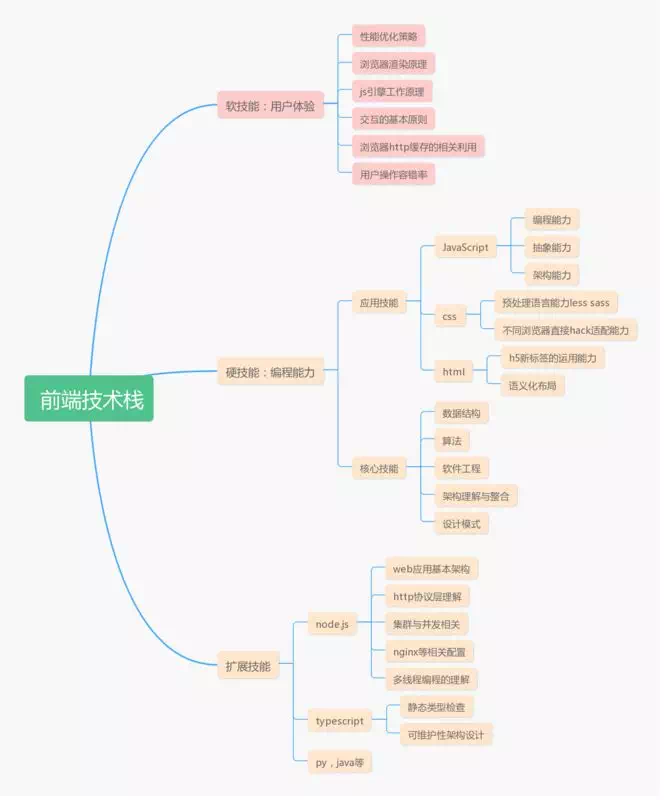 前端技术栈
软技能：用户体验
性能优化策略
浏览器渲染原理
js引擎工作原理
交互的基本原则
浏览器http缓存的相关利用
用户操作容错率
硬技能：编程能力
应用技能
JavaScript
编程能力
抽象能力
架构能力
css
预处理语言能力less sass
不同浏览器直接hack适配能力
html
h5新标签的运用能力
语义化布局
核心技能
数据结构
算法
软件工程
架构理解与整合
设计模式
扩展技能
node.js
web应用基本架构
http协议层理解
集群与并发相关
nginx等相关配置
多线程编程的理解
typescript
静态类型检查
可维护性架构设计
py，java等